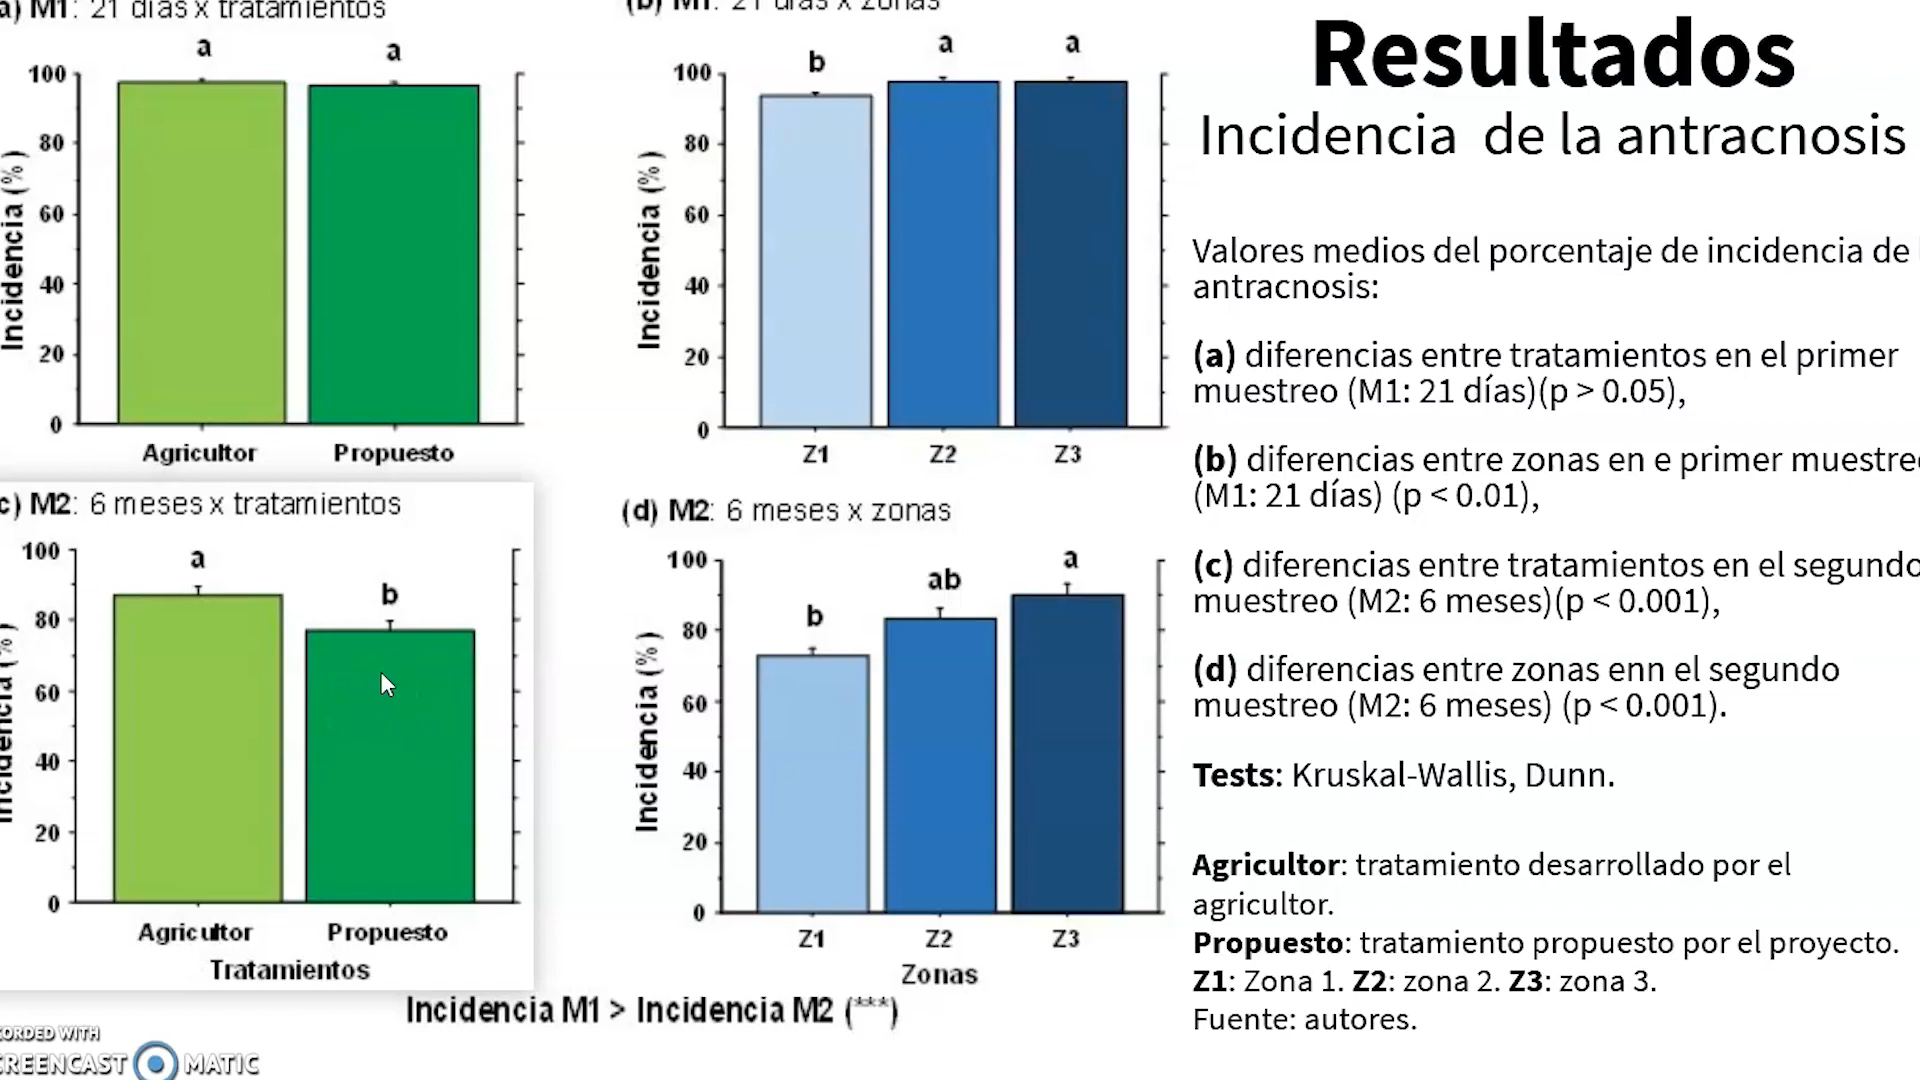 a) M1: 21 días x tratamientos
a a
100
80
60
40
20
0
Incidencia (%)
Agricultor Propuesto
(b) M1: 21 días x zonas
b a a
100
80
60
40
20
0
Incidencia (%)
Z1 Z2 Z3
c) M2: 6 meses x tratamientos
a b
100
80
60
40
20
0
Incidencia (%)
Agricultor Propuesto
Tratamientos
(d) M2: 6 meses x zonas
b ab a
100
80
60
40
20
0
Incidencia (%)
Z1 Z2 Z3
Zonas
Incidencia M1 > Incidencia M2 (***)
Resultados
Incidencia de la antracnosis
Valores medios del porcentaje de incidencia de
antracnosis:
(a) diferencias entre tratamientos en el primer
muestreo (M1: 21 días)(p > 0.05),
(b) diferencias entre zonas en e primer muestreo
(M1: 21 días) (p < 0.01),
(c) diferencias entre tratamientos en el segundo
muestreo (M2: 6 meses)(p < 0.001),
(d) diferencias entre zonas enn el segundo
muestreo (M2: 6 meses) (p < 0.001).
Tests: Kruskal-Wallis, Dunn.
Agricultor: tratamiento desarrollado por el
agricultor.
Propuesto: tratamiento propuesto por el proyecto.
Z1: Zona 1. Z2: zona 2. Z3: zona 3.
Fuente: autores.
CORDED WITH
CREENCAST MATIC